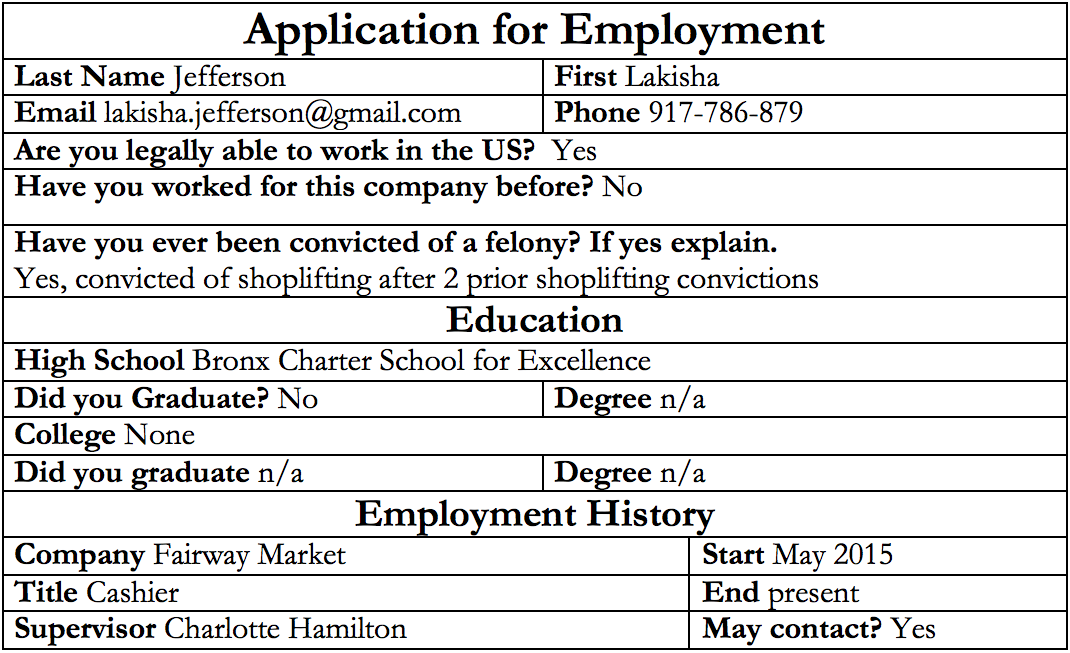 Application for Employment
Last Name Jefferson First Lakisha
Email lakisha.jefferson@gmail.com Phone 917-786-879
Are you legally able to work in the US? Yes
Have you worked for this company before? No
Have you ever been convicted of a felony? If yes explain.
Yes, convicted of shoplifting after 2 prior shoplifting convictions
Education
High School Bronx Charter School for Excellence
Did you Graduate? No Degree n/a
College None
Did you graduate n/a Degree n/a
Employment History
Company Fairway Market Start May 2015
Title Cashier End present
Supervisor Charlotte Hamilton May contact? Yes